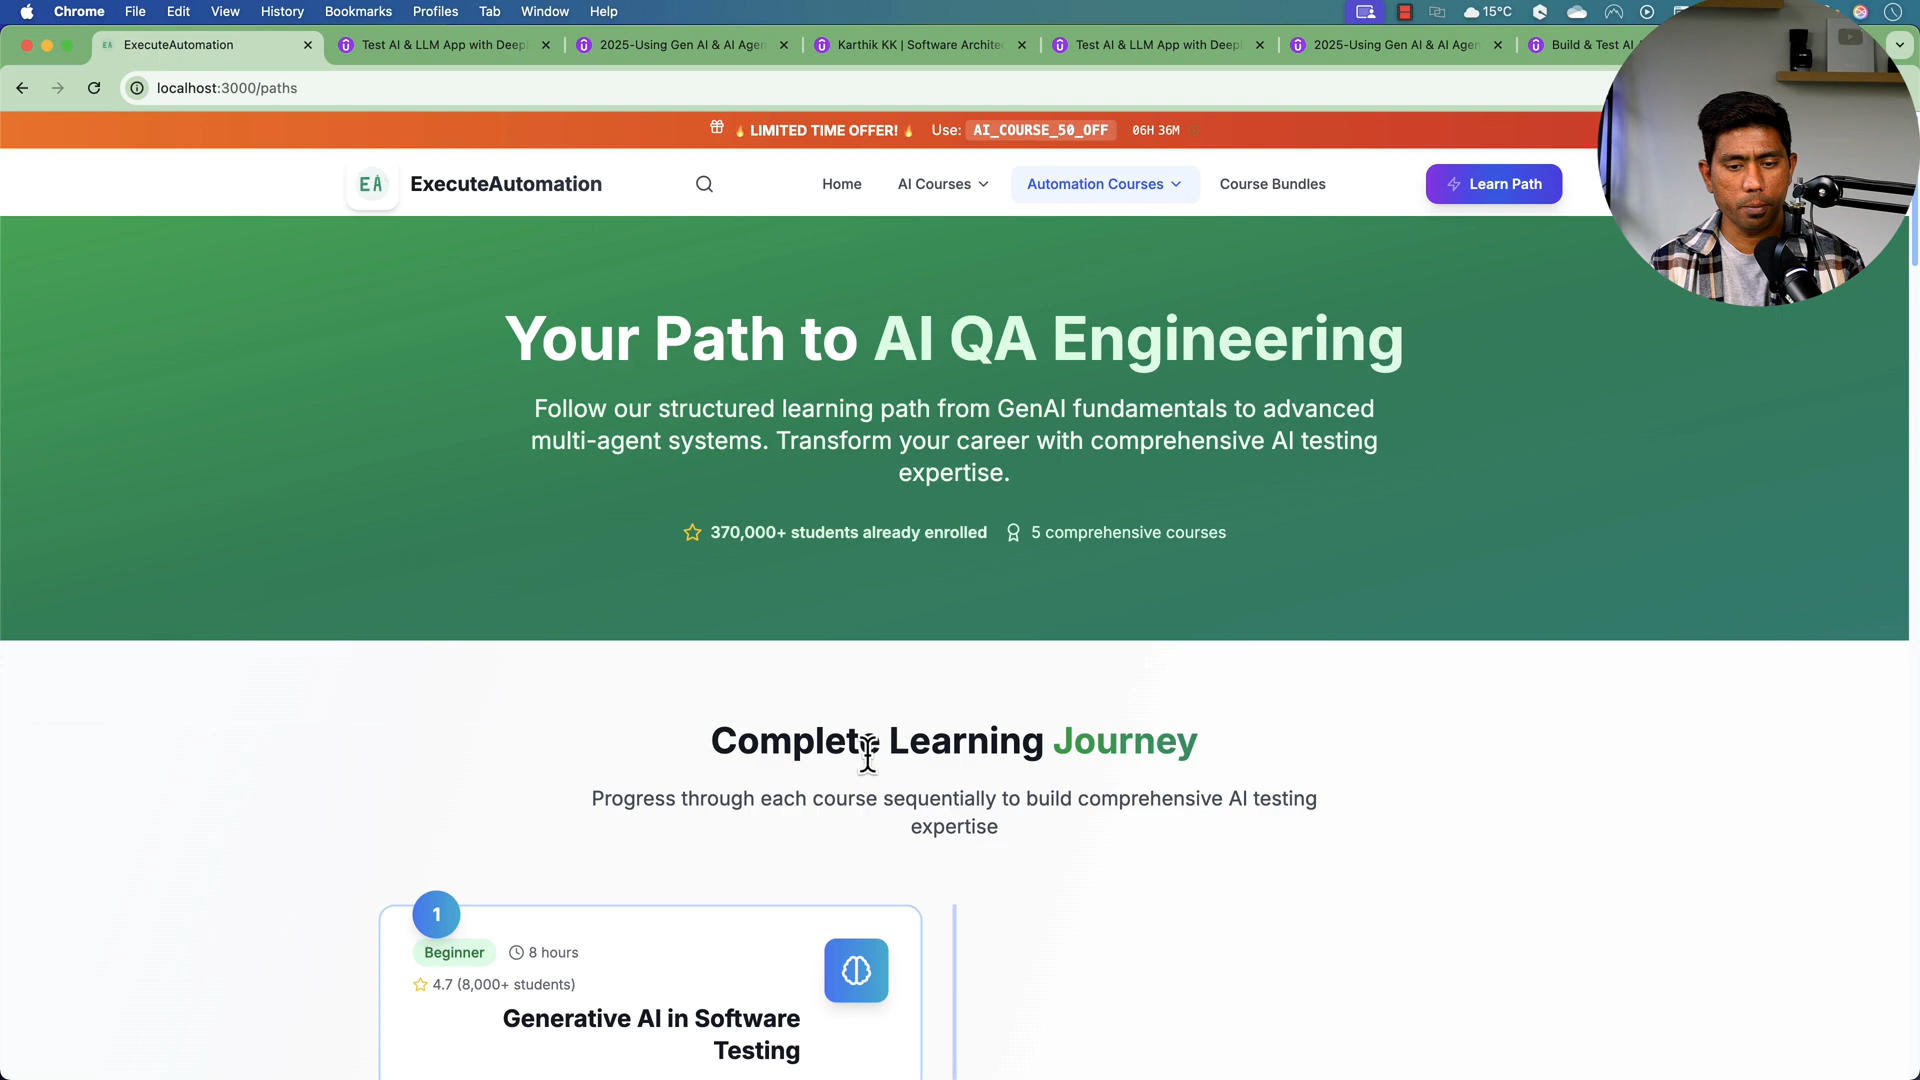 Chrome File Edit View History Bookmarks Profiles Tab Window Help 15°C
ExecuteAutomation Test AI & LLM App with Deep 2025-Using Gen AI & AI Agen Karthik KK | Software Archite Test AI & LLM App with Deep 2025-Using Gen AI & AI Agen Build & Test AI
localhost:3000/paths
LIMITED TIME OFFER! Use: AI_COURSE_50_OFF 06H 36M
EA ExecuteAutomation Home AI Courses Automation Courses Course Bundles Learn Path
Your Path to AI QA Engineering
Follow our structured learning path from GenAI fundamentals to advanced
multi-agent systems. Transform your career with comprehensive AI testing
expertise.
370,000+ students already enrolled 5 comprehensive courses
Complete Learning Journey
Progress through each course sequentially to build comprehensive AI testing
expertise
1
Beginner 8 hours
4.7 (8,000+ students)
Generative AI in Software
Testing